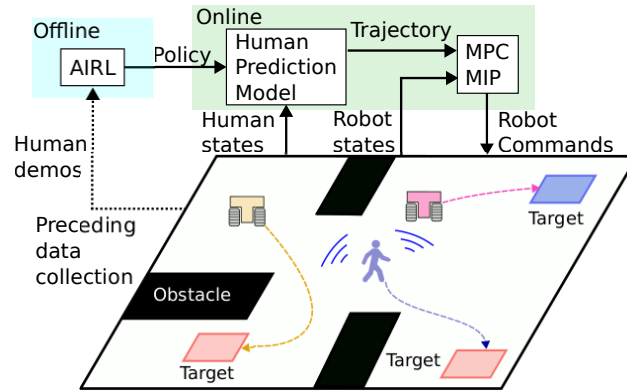 Offline
Online
AIRL
Policy
Human
Prediction
Model
Trajectory
MPC
MIP
Human
demos
Human
states
Robot
states
Robot
Commands
Preceding
data
collection
Target
Obstacle
Target
Target